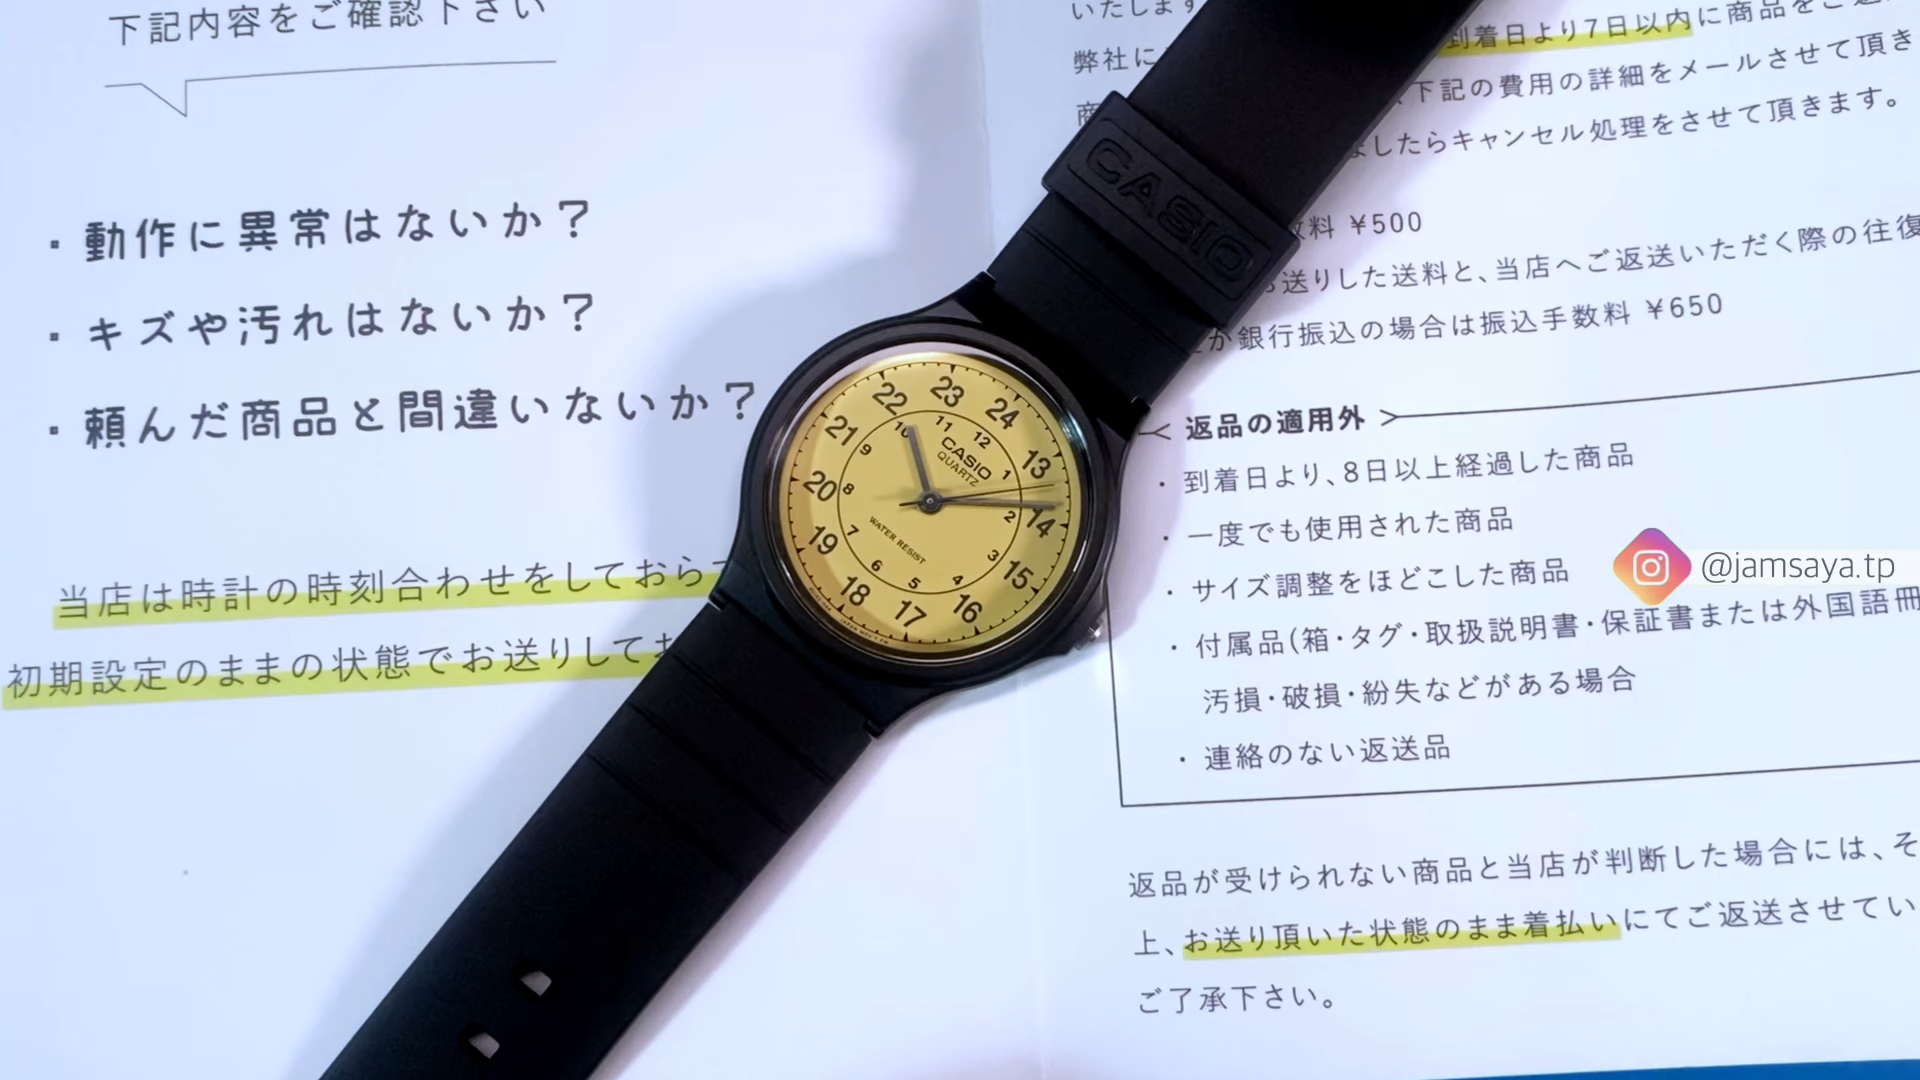 下記内容をご確認下さい
・動作に異常はないか？
・キズや汚れはないか？
・頼んだ商品と間違いないか？
当店は時計の時刻合わせをしておら
初期設定のままの状態でお送りして
いたします
到着日より7日以内に商品をご
弊社に
下記の費用の詳細をメールさせて頂き
商
ましたらキャンセル処理をさせて頂きます。
数料 ¥500
お送りした送料と、当店へご返送いただく際の往復
か銀行振込の場合は振込手数料 ¥650
返品の適用外
・到着日より、8日以上経過した商品
・一度でも使用された商品
・サイズ調整をほどこした商品
・付属品(箱・タグ・取扱説明書・保証書または外国語冊
汚損・破損・紛失などがある場合
・連絡のない返送品
返品が受けられない商品と当店が判断した場合には、そ
上、お送り頂いた状態のまま着払いにてご返送させてい
ご了承下さい。
CASIO
23
24
13
14
15
16
17
18
19
20
21
22
11
12
1
2
3
4
5
6
7
8
9
10
CASIO
QUARTZ
WATER RESIST
@jamsaya.tp